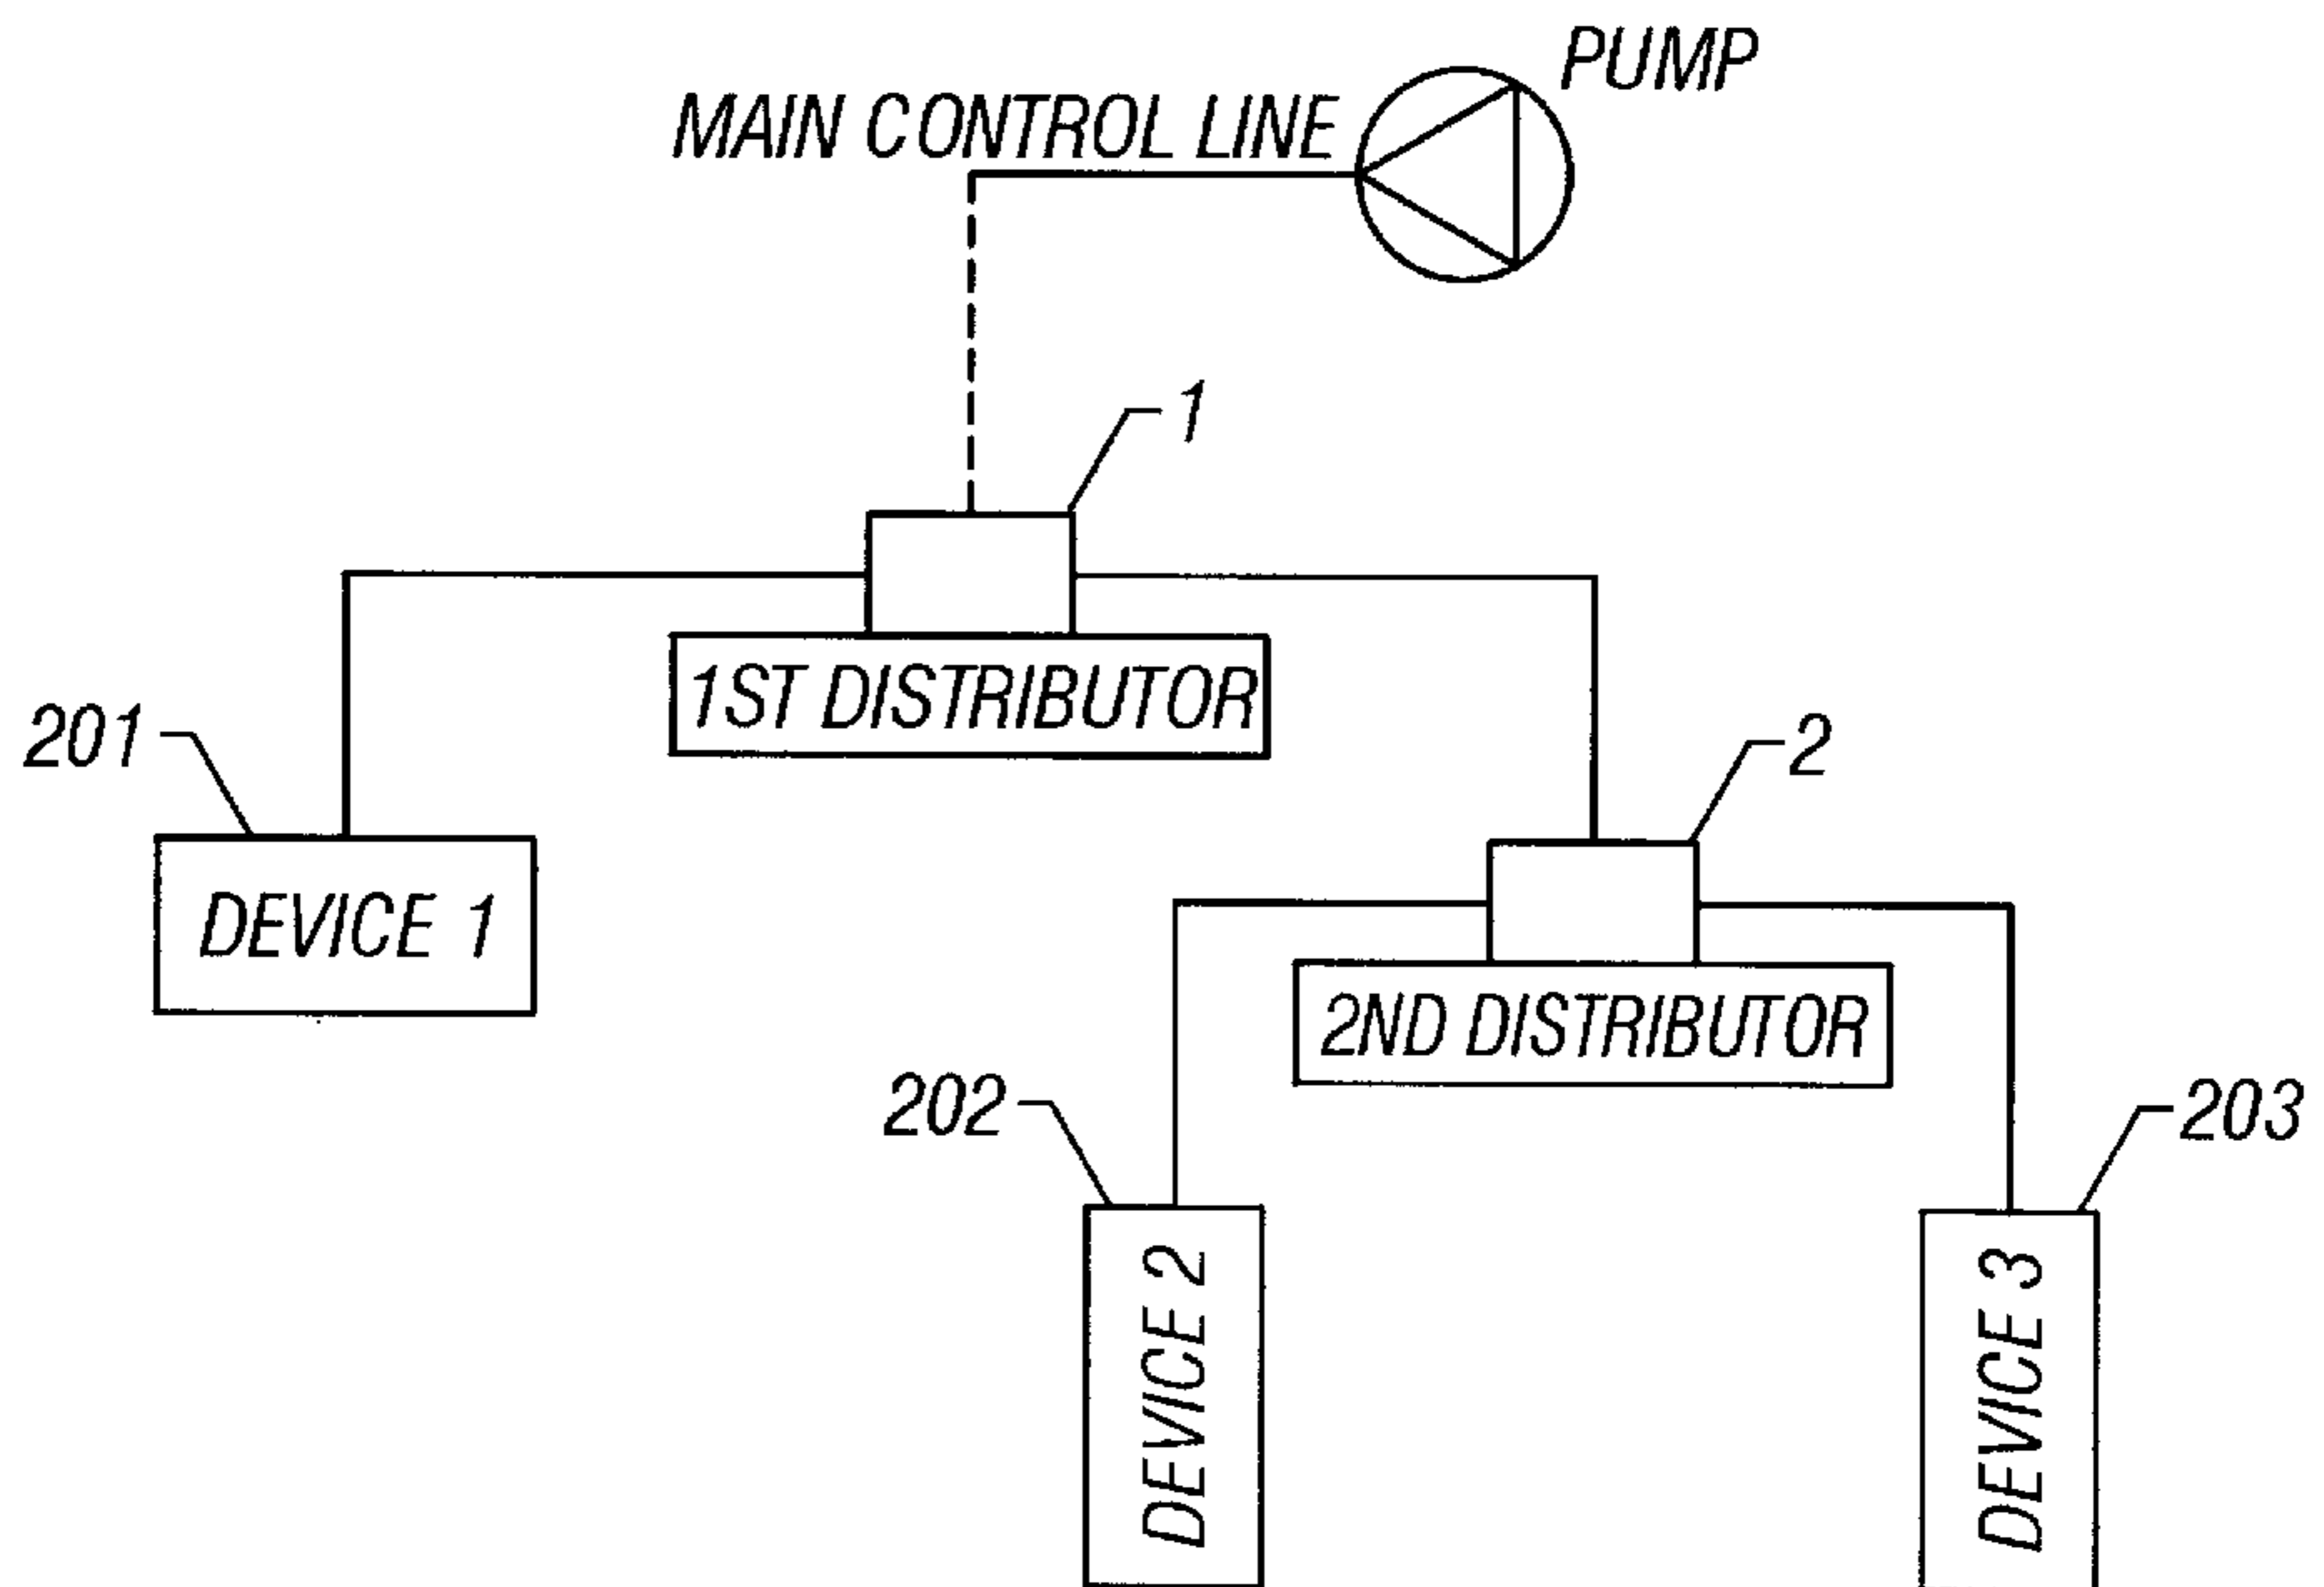 PUMP
MAIN CONTROL LINE
1
1ST DISTRIBUTOR
201
2
DEVICE 1
2ND DISTRIBUTOR
202
203
DEVICE 2
DEVICE 3